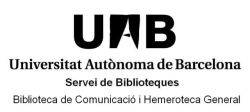 UAB
Universitat Autònoma de Barcelona
Servei de Biblioteques
Biblioteca de Comunicació i Hemeroteca General